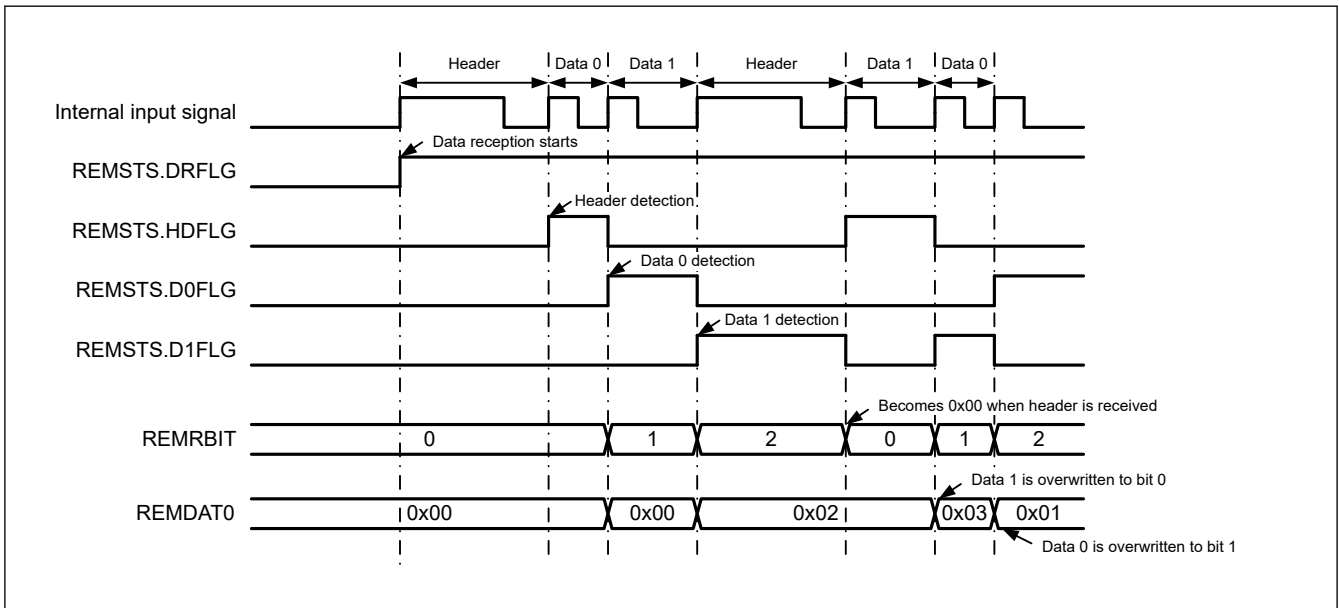 Header Data 0 Data 1 Header Data 1 Data 0
Internal input signal
Data reception starts
REMSTS.DRFLG
Header detection
REMSTS.HDFLG
Data 0 detection
REMSTS.D0FLG
Data 1 detection
REMSTS.D1FLG
Becomes 0x00 when header is received
REMRBIT 0 1 2 0 1 2
Data 1 is overwritten to bit 0
REMDAT0 0x00 0x00 0x02 0x03 0x01
Data 0 is overwritten to bit 1